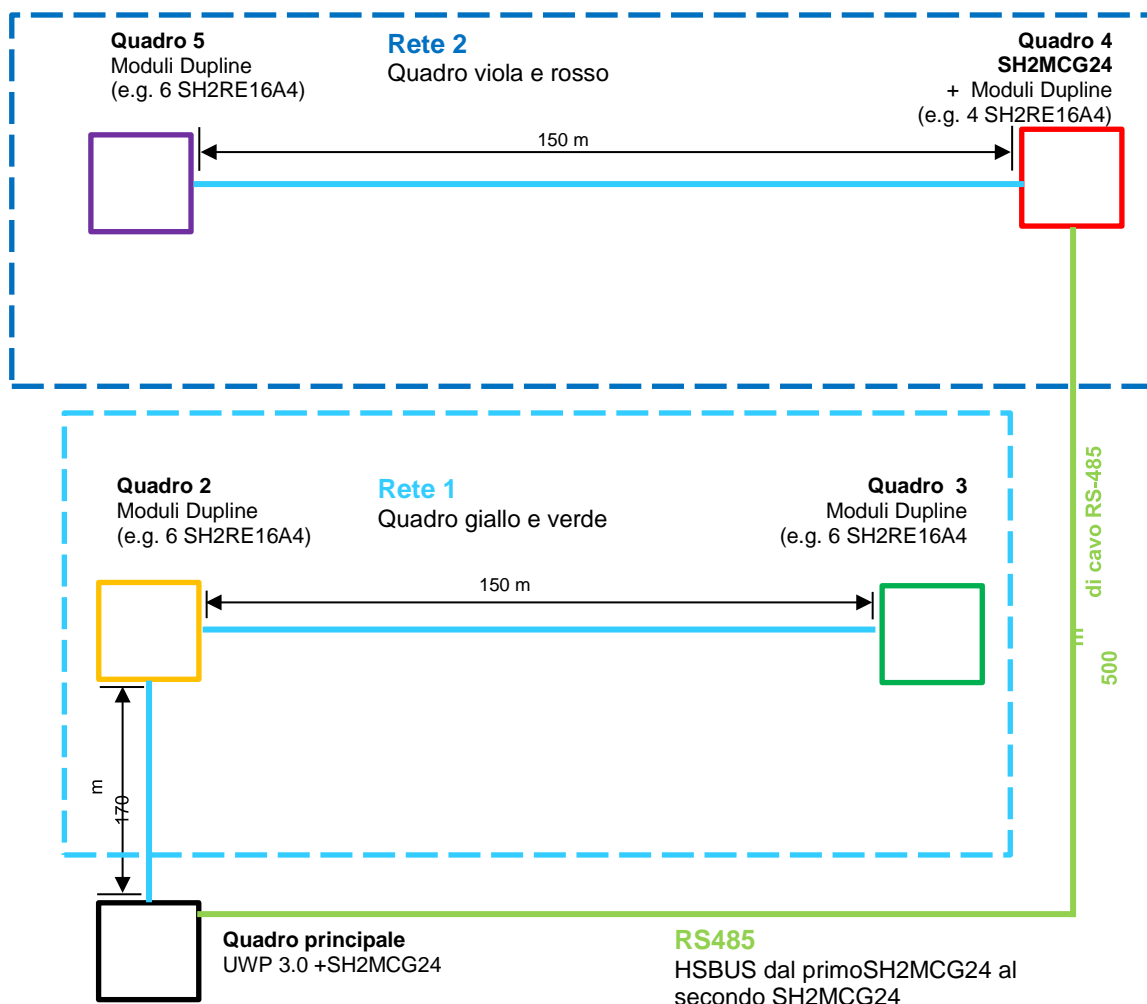 Quadro 5
Moduli Dupline
(e.g. 6 SH2RE16A4)
Rete 2
Quadro viola e rosso
Quadro 4
SH2MCG24
+ Moduli Dupline
(e.g. 4 SH2RE16A4)
150 m
Quadro 2
Moduli Dupline
(e.g. 6 SH2RE16A4)
Rete 1
Quadro giallo e verde
Quadro 3
Moduli Dupline
(e.g. 6 SH2RE16A4
150 m
170
m
500
m
di cavo RS-485
Quadro principale
UWP 3.0 +SH2MCG24
RS485
HSBUS dal primoSH2MCG24 al
secondo SH2MCG24